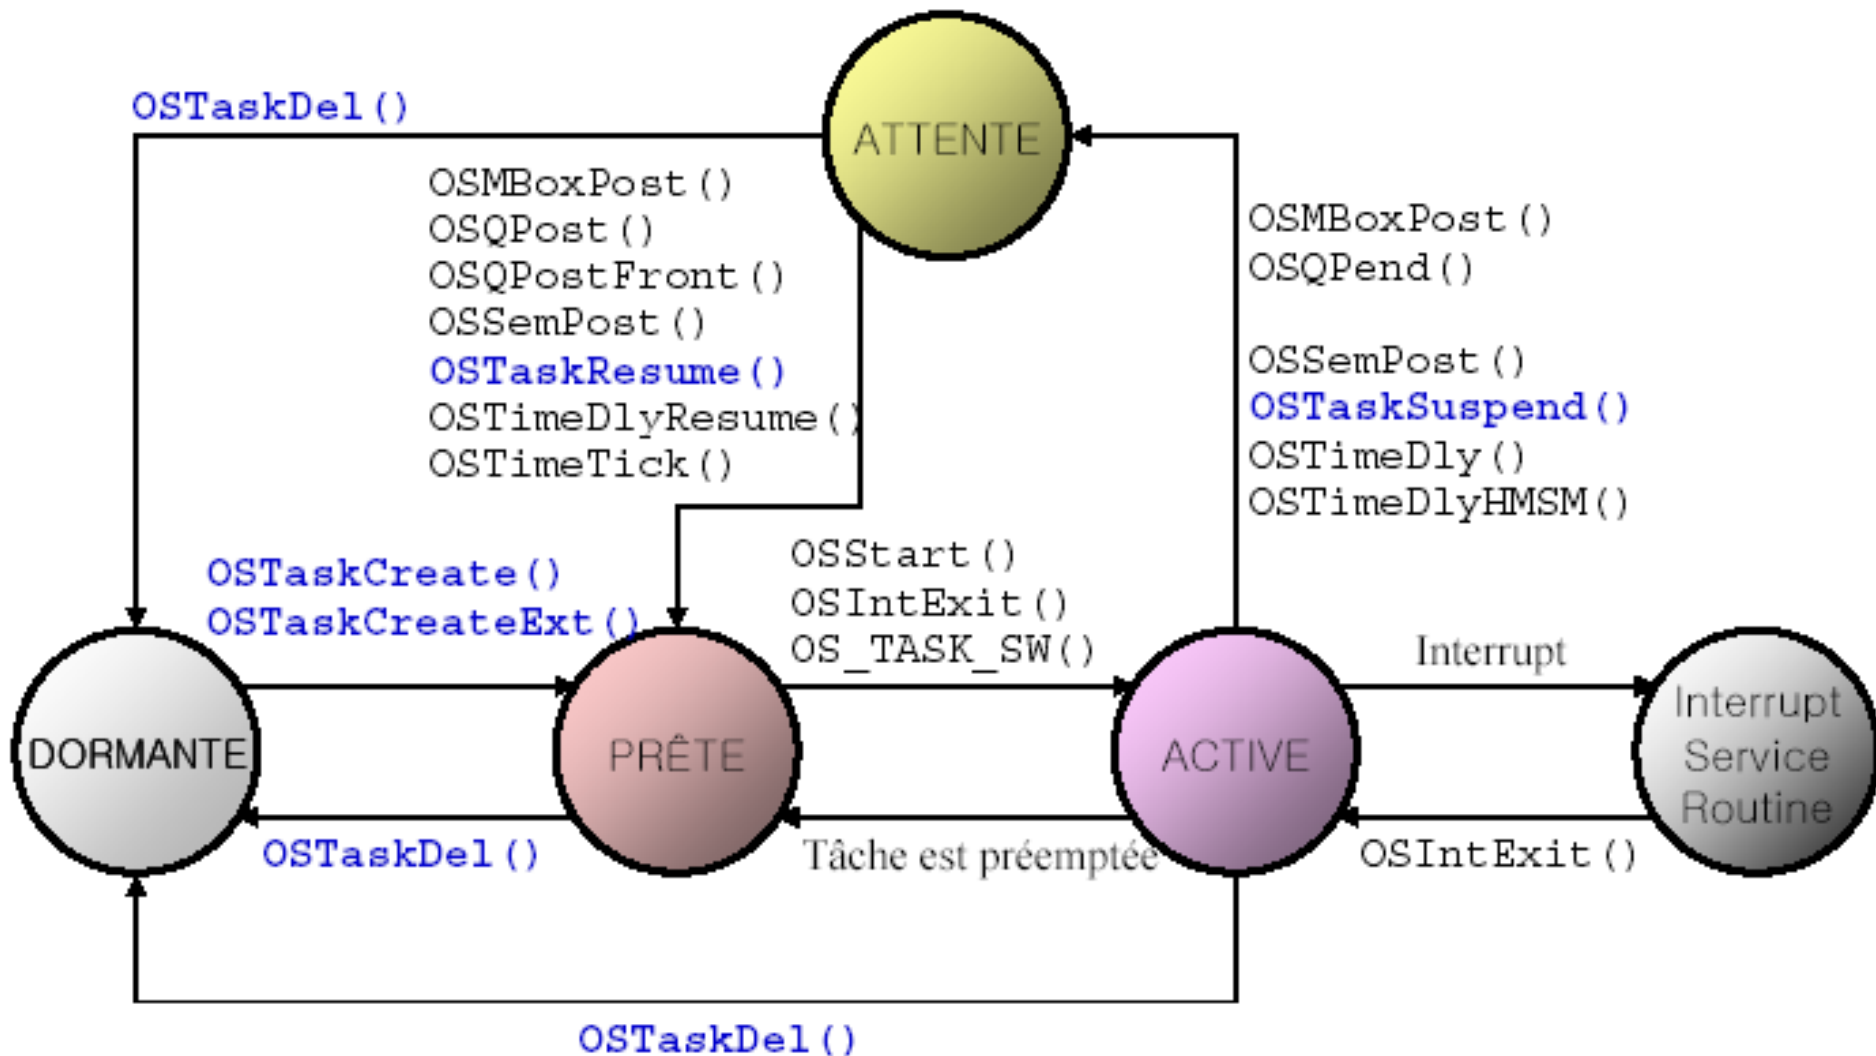 ATTENTE
OSTaskDel()
OSMBoxPost()
OSQPost()
OSQPostFront()
OSSemPost()
OSTaskResume()
OSTimeDlyResume()
OSTimeTick()
OSMBoxPost()
OSQPend()
OSSemPost()
OSTaskSuspend()
OSTimeDly()
OSTimeDlyHMSM()
OSTaskCreate()
OSTaskCreateExt()
OSStart()
OSIntExit()
OS_TASK_SW()
Interrupt
DORMANTE
PRÊTE
ACTIVE
Interrupt
Service
Routine
OSTaskDel()
Tâche est préemptée
OSIntExit()
OSTaskDel()